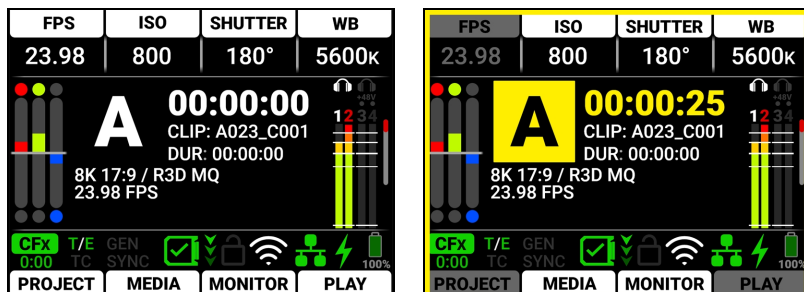 FPS ISO SHUTTER WB
23.98 800 180° 5600K
A 00:00:00
CLIP: A023_C001
DUR: 00:00:00
8K 17:9 / R3D MQ
23.98 FPS
+48V
1 2 3 4
CFx T/E GEN
0:00 TC SYNC
100%
PROJECT MEDIA MONITOR PLAY
FPS ISO SHUTTER WB
23.98 800 180° 5600K
A 00:00:25
CLIP: A023_C001
DUR: 00:00:00
8K 17:9 / R3D MQ
23.98 FPS
+48V
1 2 3 4
CFx T/E GEN
0:00 TC SYNC
100%
PROJECT MEDIA MONITOR PLAY